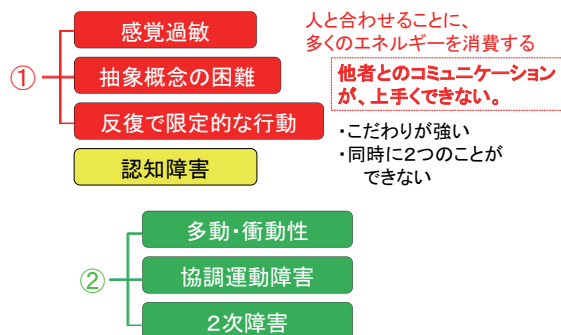 感覚過敏
①
抽象概念の困難
反復で限定的な行動
認知障害
人と合わせることに、
多くのエネルギーを消費する
他者とのコミュニケーション
が、上手くできない。
・こだわりが強い
・同時に2つのことが
できない
多動・衝動性
②
協調運動障害
2次障害